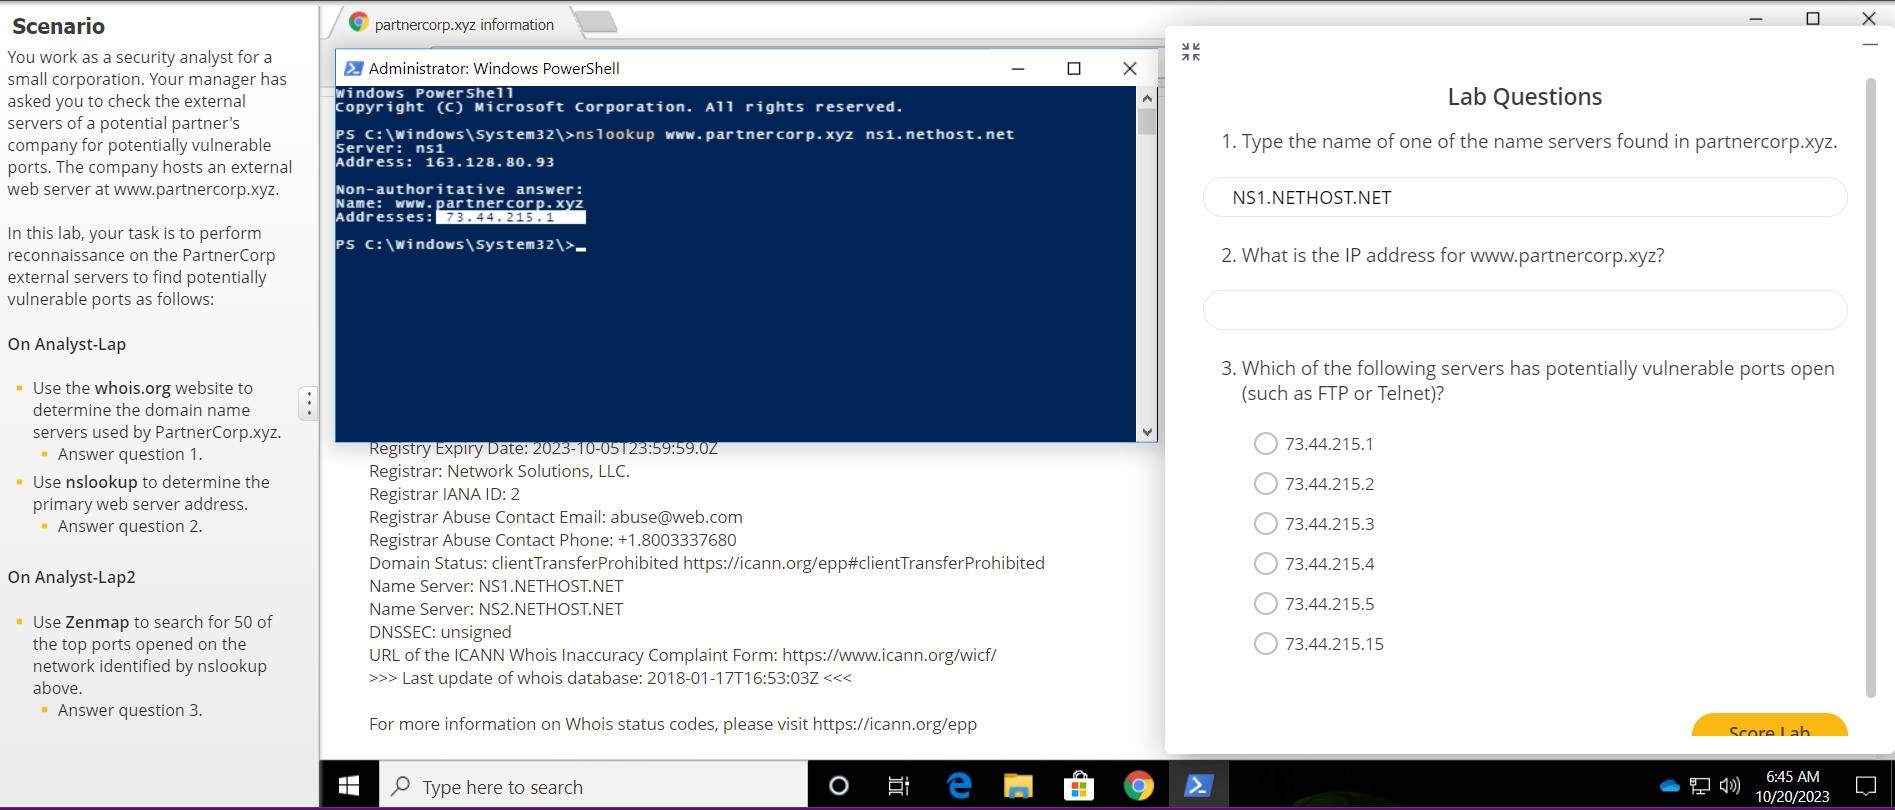 Scenario
You work as a security analyst for a
small corporation. Your manager has
asked you to check the external
servers of a potential partner's
company for potentially vulnerable
ports. The company hosts an external
web server at www.partnercorp.xyz.
In this lab, your task is to perform
reconnaissance on the PartnerCorp
external servers to find potentially
vulnerable ports as follows:
On Analyst-Lap
Use the whois.org website to
determine the domain name
servers used by PartnerCorp.xyz.
Answer question 1.
Use nslookup to determine the
primary web server address.
Answer question 2.
On Analyst-Lap2
Use Zenmap to search for 50 of
the top ports opened on the
network identified by nslookup
above.
Answer question 3.
partnercorp.xyz information
Administrator: Windows PowerShell
Windows PowerShell
Copyright (C) Microsoft Corporation. All rights reserved.
PS C:\Windows\System32\>nslookup www.partnercorp.xyz ns1.nethost.net
Server: ns1
Address: 163.128.80.93
Non-authoritative answer:
Name: www.partnercorp.xyz
Addresses: 73.44.215.1
PS C:\Windows\System32\>
Registry Expiry Date: 2023-10-05T23:59:59.0Z
Registrar: Network Solutions, LLC.
Registrar IANA ID: 2
Registrar Abuse Contact Email: abuse@web.com
Registrar Abuse Contact Phone: +1.8003337680
Domain Status: clientTransferProhibited https://icann.org/epp#clientTransferProhibited
Name Server: NS1.NETHOST.NET
Name Server: NS2.NETHOST.NET
DNSSEC: unsigned
URL of the ICANN Whois Inaccuracy Complaint Form: https://www.icann.org/wicf/
>>> Last update of whois database: 2018-01-17T16:53:03Z <<<
For more information on Whois status codes, please visit https://icann.org/epp
Lab Questions
1. Type the name of one of the name servers found in partnercorp.xyz.
NS1.NETHOST.NET
2. What is the IP address for www.partnercorp.xyz?
3. Which of the following servers has potentially vulnerable ports open
(such as FTP or Telnet)?
73.44.215.1
73.44.215.2
73.44.215.3
73.44.215.4
73.44.215.5
73.44.215.15
Score Lab
Type here to search
6:45 AM
10/20/2023